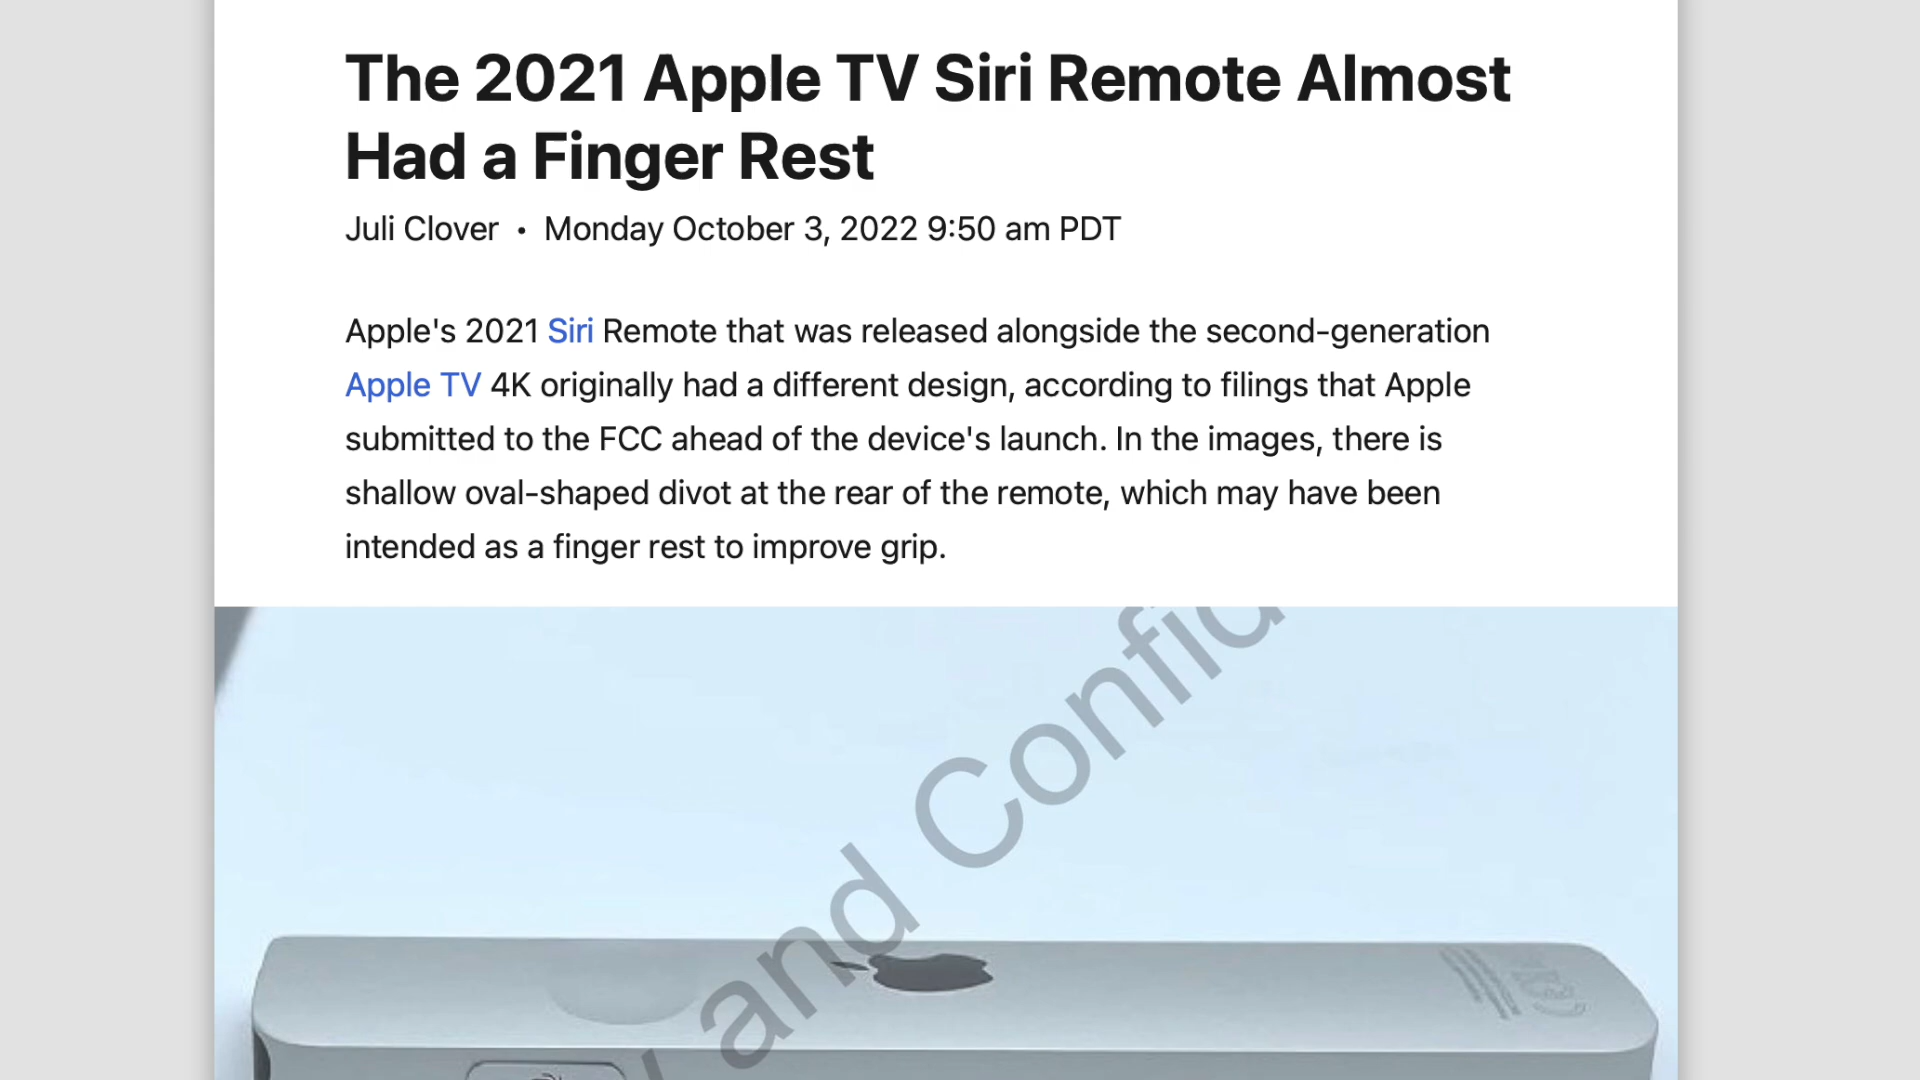 The 2021 Apple TV Siri Remote Almost
Had a Finger Rest
Juli Clover • Monday October 3, 2022 9:50 am PDT
Apple's 2021 Siri Remote that was released alongside the second-generation
Apple TV 4K originally had a different design, according to filings that Apple
submitted to the FCC ahead of the device's launch. In the images, there is
shallow oval-shaped divot at the rear of the remote, which may have been
intended as a finger rest to improve grip.
and Confid